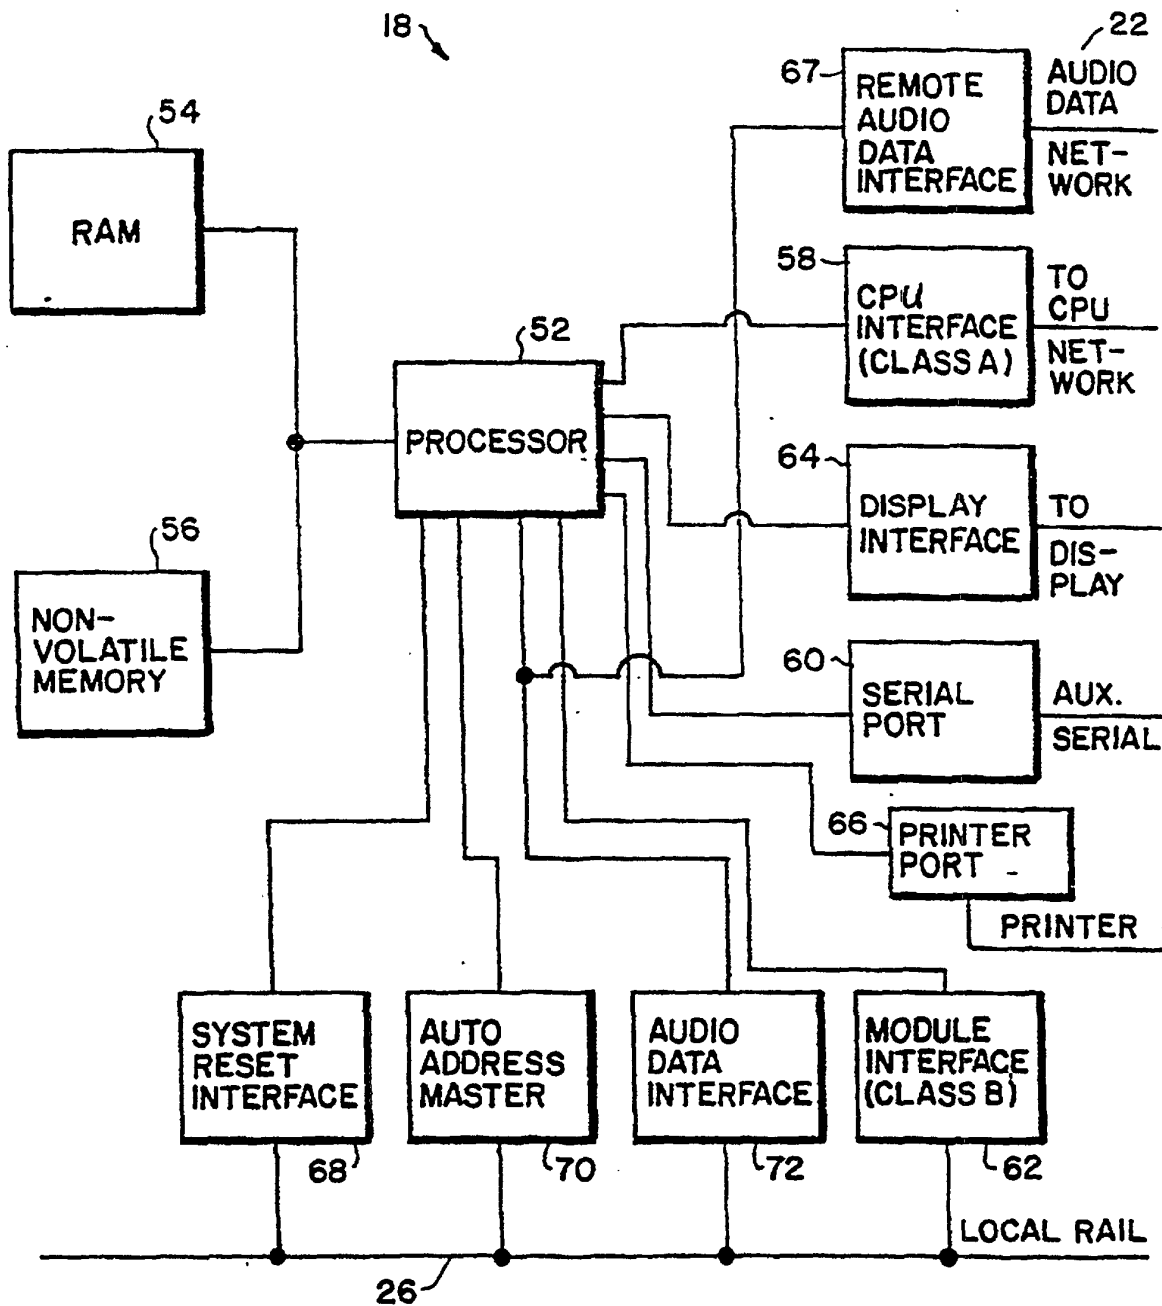 18
22
67
REMOTE
AUDIO
DATA
INTERFACE
AUDIO
DATA
NET-
WORK
54
RAM
58
CPU
INTERFACE
(CLASS A)
TO
CPU
NET-
WORK
52
PROCESSOR
64
DISPLAY
INTERFACE
TO
DIS-
PLAY
56
NON-
VOLATILE
MEMORY
60
SERIAL
PORT
AUX.
SERIAL
66
PRINTER
PORT
PRINTER
SYSTEM
RESET
INTERFACE
68
AUTO
ADDRESS
MASTER
70
AUDIO
DATA
INTERFACE
72
MODULE
INTERFACE
(CLASS B)
62
LOCAL RAIL
26